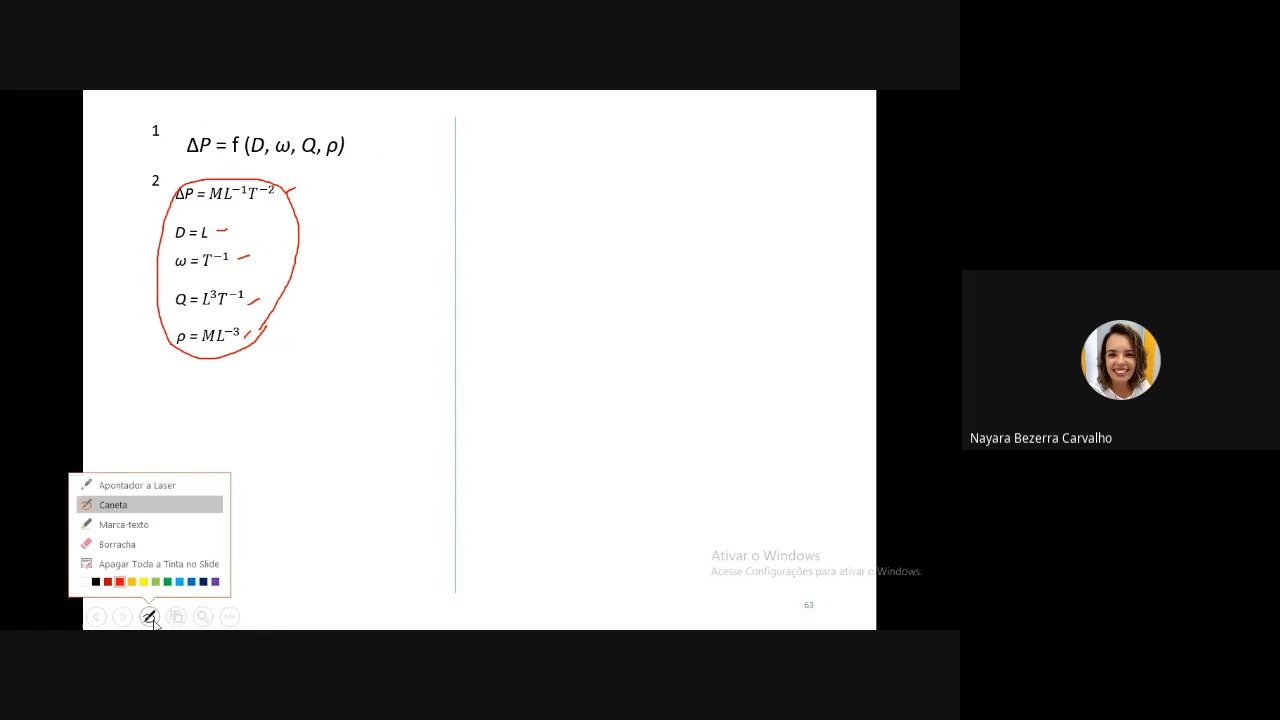 1
ΔP = f (D, ω, Q, ρ)
2
ΔP = ML⁻¹T⁻²
D = L
ω = T⁻¹
Q = L³T⁻¹
ρ = ML⁻³
Apontador a Laser
Caneta
Marca-texto
Borracha
Apagar Toda a Tinta no Slide
Ativar o Windows
Acesse Configurações para ativar o Windows.
63
Nayara Bezerra Carvalho